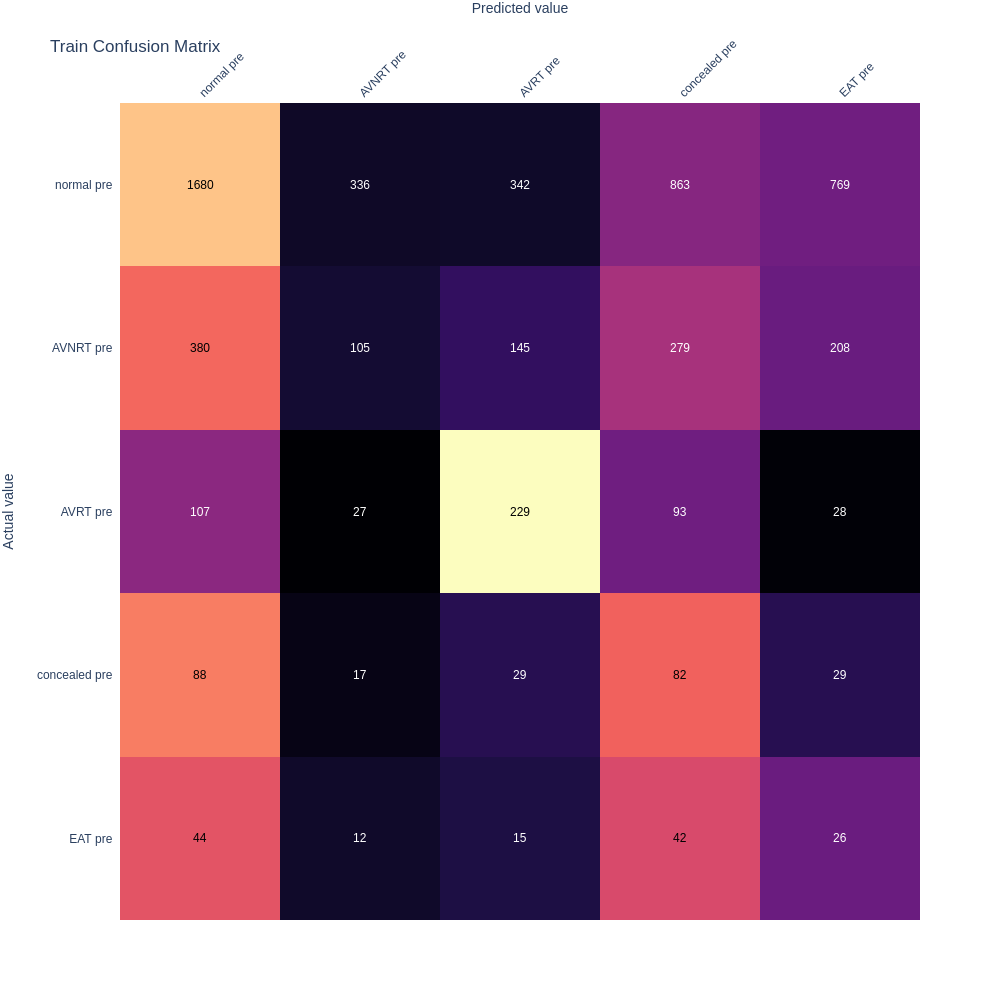 Predicted value
Train Confusion Matrix
normal pre AVNRT pre AVRT pre concealed pre EAT pre
normal pre 1680 336 342 863 769
AVNRT pre 380 105 145 279 208
AVRT pre 107 27 229 93 28
Actual value
concealed pre 88 17 29 82 29
EAT pre 44 12 15 42 26